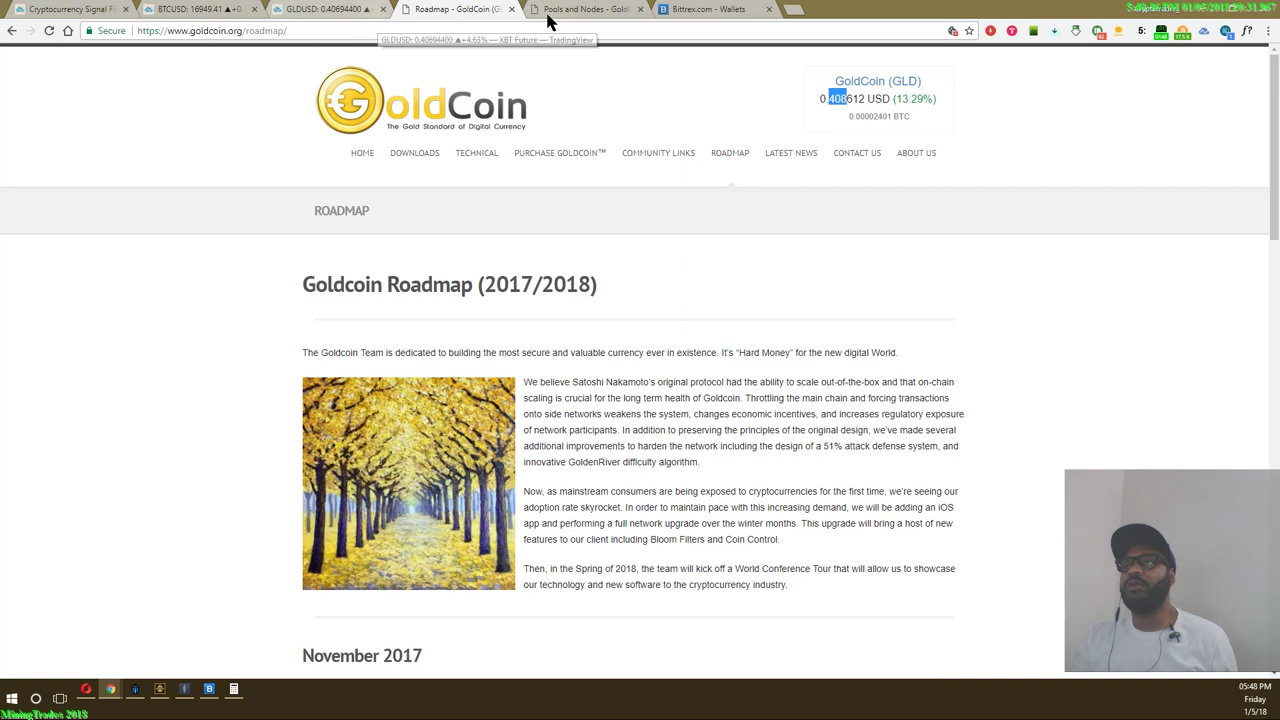 Cryptocurrency Signal Fi
BTCUSD: 16949.41 ▲+0.
GLDUSD: 0.40694400 ▲
Roadmap - GoldCoin (G
Pools and Nodes - Gold
Bittrex.com - Wallets
Secure
https://www.goldcoin.org/roadmap/
GLDUSD: 0.40694400 ▲+4.63% — XBT Future — TradingView
GoldCoin
The Gold Standard of Digital Currency
GoldCoin (GLD)
0.408612 USD (13.29%)
0.00002401 BTC
HOME DOWNLOADS TECHNICAL PURCHASE GOLDCOIN™ COMMUNITY LINKS ROADMAP LATEST NEWS CONTACT US ABOUT US
ROADMAP
Goldcoin Roadmap (2017/2018)
The Goldcoin Team is dedicated to building the most secure and valuable currency ever in existence. It's “Hard Money” for the new digital World.
We believe Satoshi Nakamoto's original protocol had the ability to scale out-of-the-box and that on-chain
scaling is crucial for the long term health of Goldcoin. Throttling the main chain and forcing transactions
onto side networks weakens the system, changes economic incentives, and increases regulatory exposure
of network participants. In addition to preserving the principles of the original design, we've made several
additional improvements to harden the network including the design of a 51% attack defense system, and
innovative GoldenRiver difficulty algorithm.
Now, as mainstream consumers are being exposed to cryptocurrencies for the first time, we're seeing our
adoption rate skyrocket. In order to maintain pace with this increasing demand, we will be adding an iOS
app and performing a full network upgrade over the winter months. This upgrade will bring a host of new
features to our client including Bloom Filters and Coin Control.
Then, in the Spring of 2018, the team will kick off a World Conference Tour that will allow us to showcase
our technology and new software to the cryptocurrency industry.
November 2017
05:48 PM
Friday
1/5/18
MiningTrades 2018